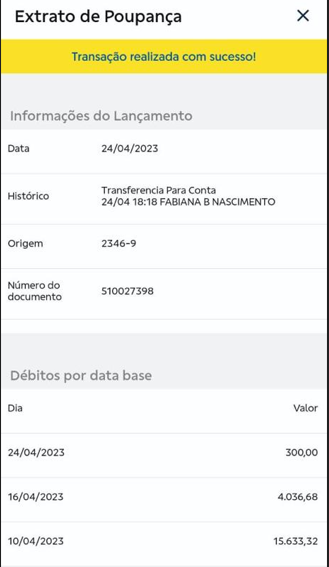 Extrato de Poupança
Transação realizada com sucesso!
Informações do Lançamento
Data 24/04/2023
Histórico Transferencia Para Conta
24/04 18:18 FABIANA B NASCIMENTO
Origem 2346-9
Número do documento 510027398
Débitos por data base
Dia Valor
24/04/2023 300,00
16/04/2023 4.036,68
10/04/2023 15.633,32